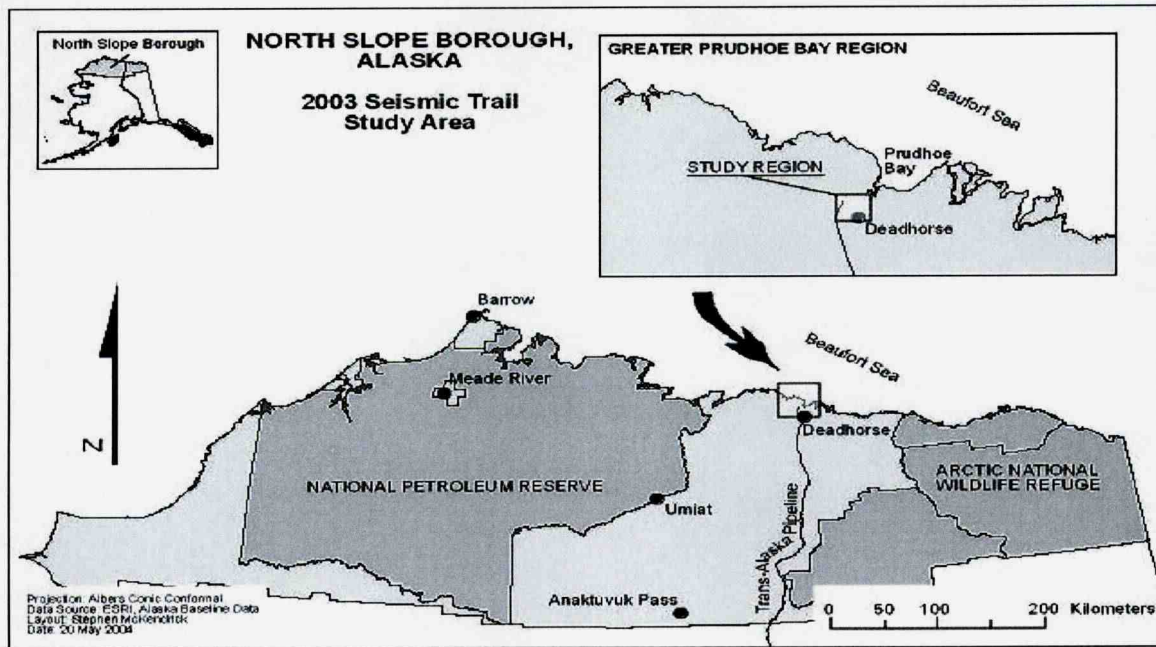 North Slope Borough
NORTH SLOPE BOROUGH,
ALASKA
2003 Seismic Trail
Study Area
GREATER PRUDHOE BAY REGION
Beaufort Sea
Prudhoe
Bay
STUDY REGION
Deadhorse
N
Barrow
Beaufort Sea
Meade River
Deadhorse
NATIONAL PETROLEUM RESERVE
ARCTIC NATIONAL
WILDLIFE REFUGE
Umiat
Trans-Alaska Pipeline
Anaktuvuk Pass
0 50 100 200 Kilometers
Projection: Albers Conic Conformal
Data Source: ESRI, Alaska Baseline Data
Layout: Stephen McKendrick
Date: 20 May 2004